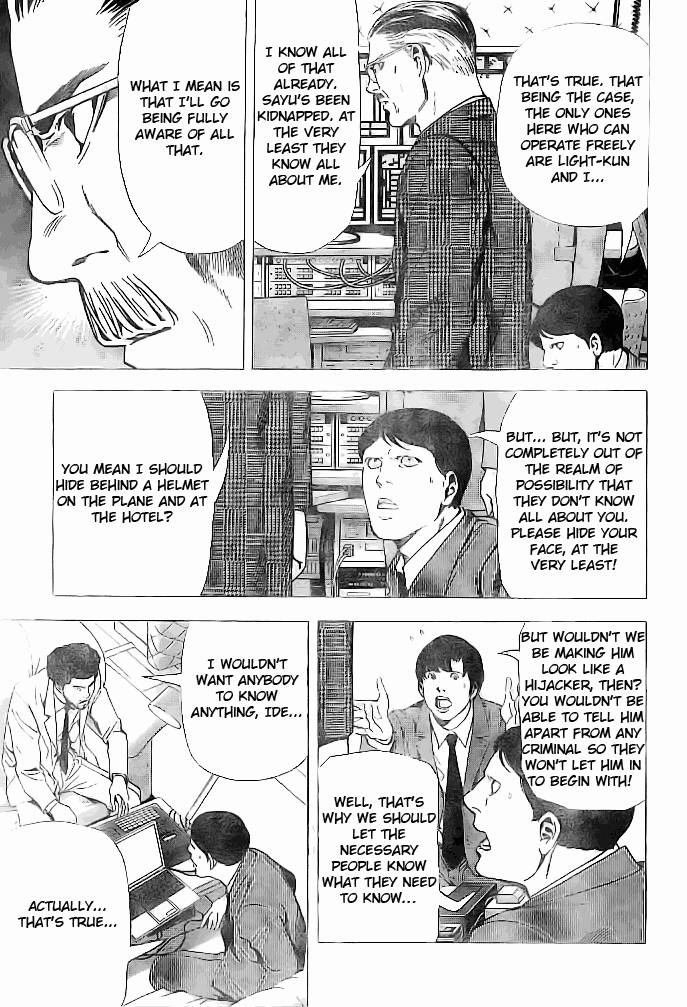 THAT'S TRUE. THAT
BEING THE CASE,
THE ONLY ONES
HERE WHO CAN
OPERATE FREELY
ARE LIGHT-KUN
AND I...
I KNOW ALL
OF THAT
ALREADY.
SAYU'S BEEN
KIDNAPPED. AT
THE VERY
LEAST THEY
KNOW ALL
ABOUT ME.
WHAT I MEAN IS
THAT I'LL GO
BEING FULLY
AWARE OF ALL
THAT.
BUT... BUT, IT'S NOT
COMPLETELY OUT OF
THE REALM OF
POSSIBILITY THAT
THEY DON'T KNOW
ALL ABOUT YOU.
PLEASE HIDE YOUR
FACE, AT THE
VERY LEAST!
YOU MEAN I SHOULD
HIDE BEHIND A HELMET
ON THE PLANE AND AT
THE HOTEL?
BUT WOULDN'T WE
BE MAKING HIM
LOOK LIKE A
HIJACKER, THEN?
YOU WOULDN'T BE
ABLE TO TELL HIM
APART FROM ANY
CRIMINAL SO THEY
WON'T LET HIM IN
TO BEGIN WITH!
WELL, THAT'S
WHY WE SHOULD
LET THE
NECESSARY
PEOPLE KNOW
WHAT THEY NEED
TO KNOW...
I WOULDN'T
WANT ANYBODY
TO KNOW
ANYTHING, IDE...
ACTUALLY...
THAT'S TRUE...